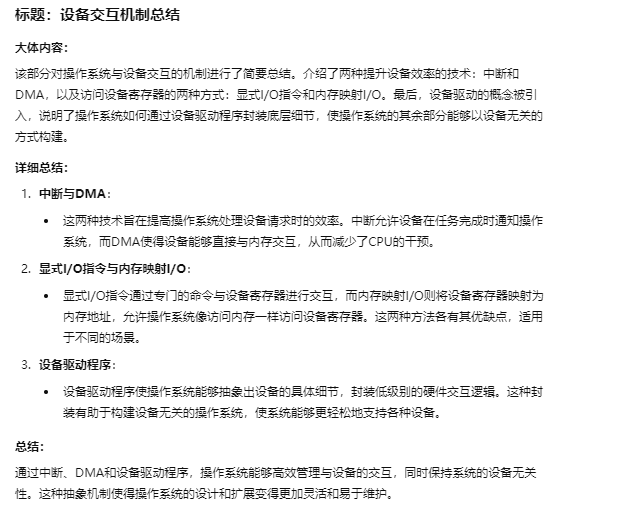 标题：设备交互机制总结
大体内容：
该部分对操作系统与设备交互的机制进行了简要总结。介绍了两种提升设备效率的技术：中断和
DMA，以及访问设备寄存器的两种方式：显式I/O指令和内存映射I/O。最后，设备驱动的概念被引
入，说明了操作系统如何通过设备驱动程序封装底层细节，使操作系统的其余部分能够以设备无关的
方式构建。
详细总结：
1. 中断与DMA：
• 这两种技术旨在提高操作系统处理设备请求时的效率。中断允许设备在任务完成时通知操作
系统，而DMA使得设备能够直接与内存交互，从而减少了CPU的干预。
2. 显式I/O指令与内存映射I/O：
• 显式I/O指令通过专门的命令与设备寄存器进行交互，而内存映射I/O则将设备寄存器映射为
内存地址，允许操作系统像访问内存一样访问设备寄存器。这两种方法各有其优缺点，适用
于不同的场景。
3. 设备驱动程序：
• 设备驱动程序使操作系统能够抽象出设备的具体细节，封装低级别的硬件交互逻辑。这种封
装有助于构建设备无关的操作系统，使系统能够更轻松地支持各种设备。
总结：
通过中断、DMA和设备驱动程序，操作系统能够高效管理与设备的交互，同时保持系统的设备无关
性。这种抽象机制使得操作系统的设计和扩展变得更加灵活和易于维护。